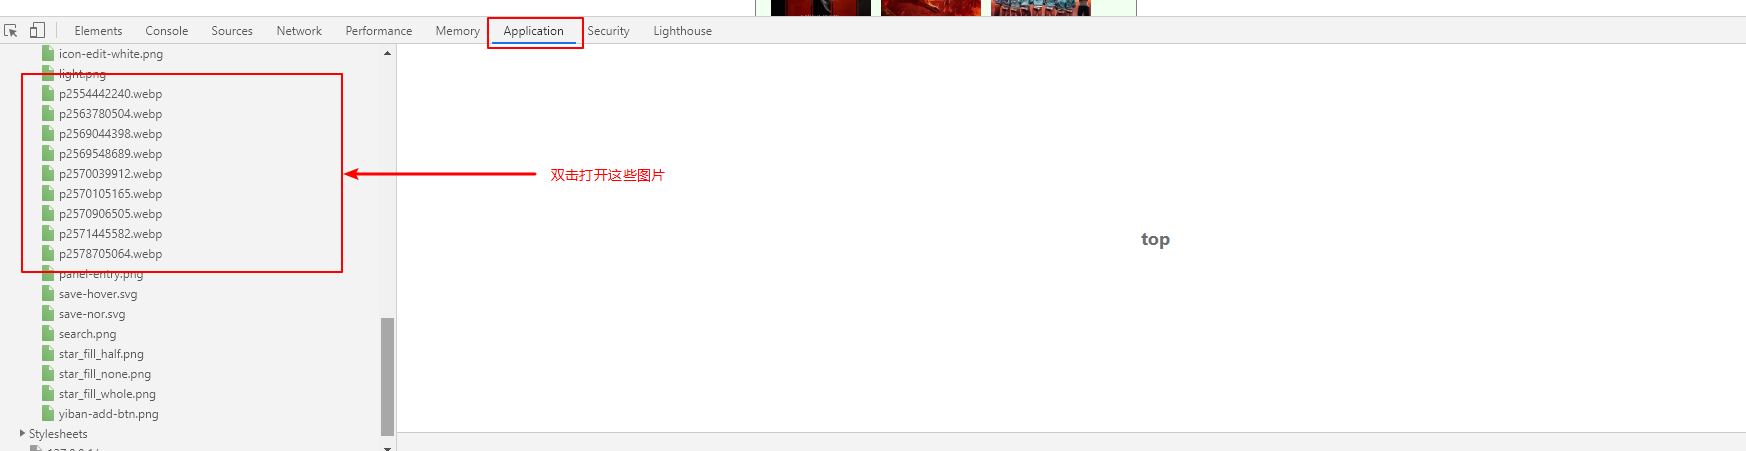 Elements Console Sources Network Performance Memory Application Security Lighthouse
icon-edit-white.png
light.png
p2554442240.webp
p2563780504.webp
p2569044398.webp
p2569548689.webp
p2570039912.webp
双击打开这些图片
p2570105165.webp
p2570906505.webp
p2571445582.webp
top
p2578705064.webp
panel-entry.png
save-hover.svg
save-nor.svg
search.png
star_fill_half.png
star_fill_none.png
star_fill_whole.png
yiban-add-btn.png
Stylesheets